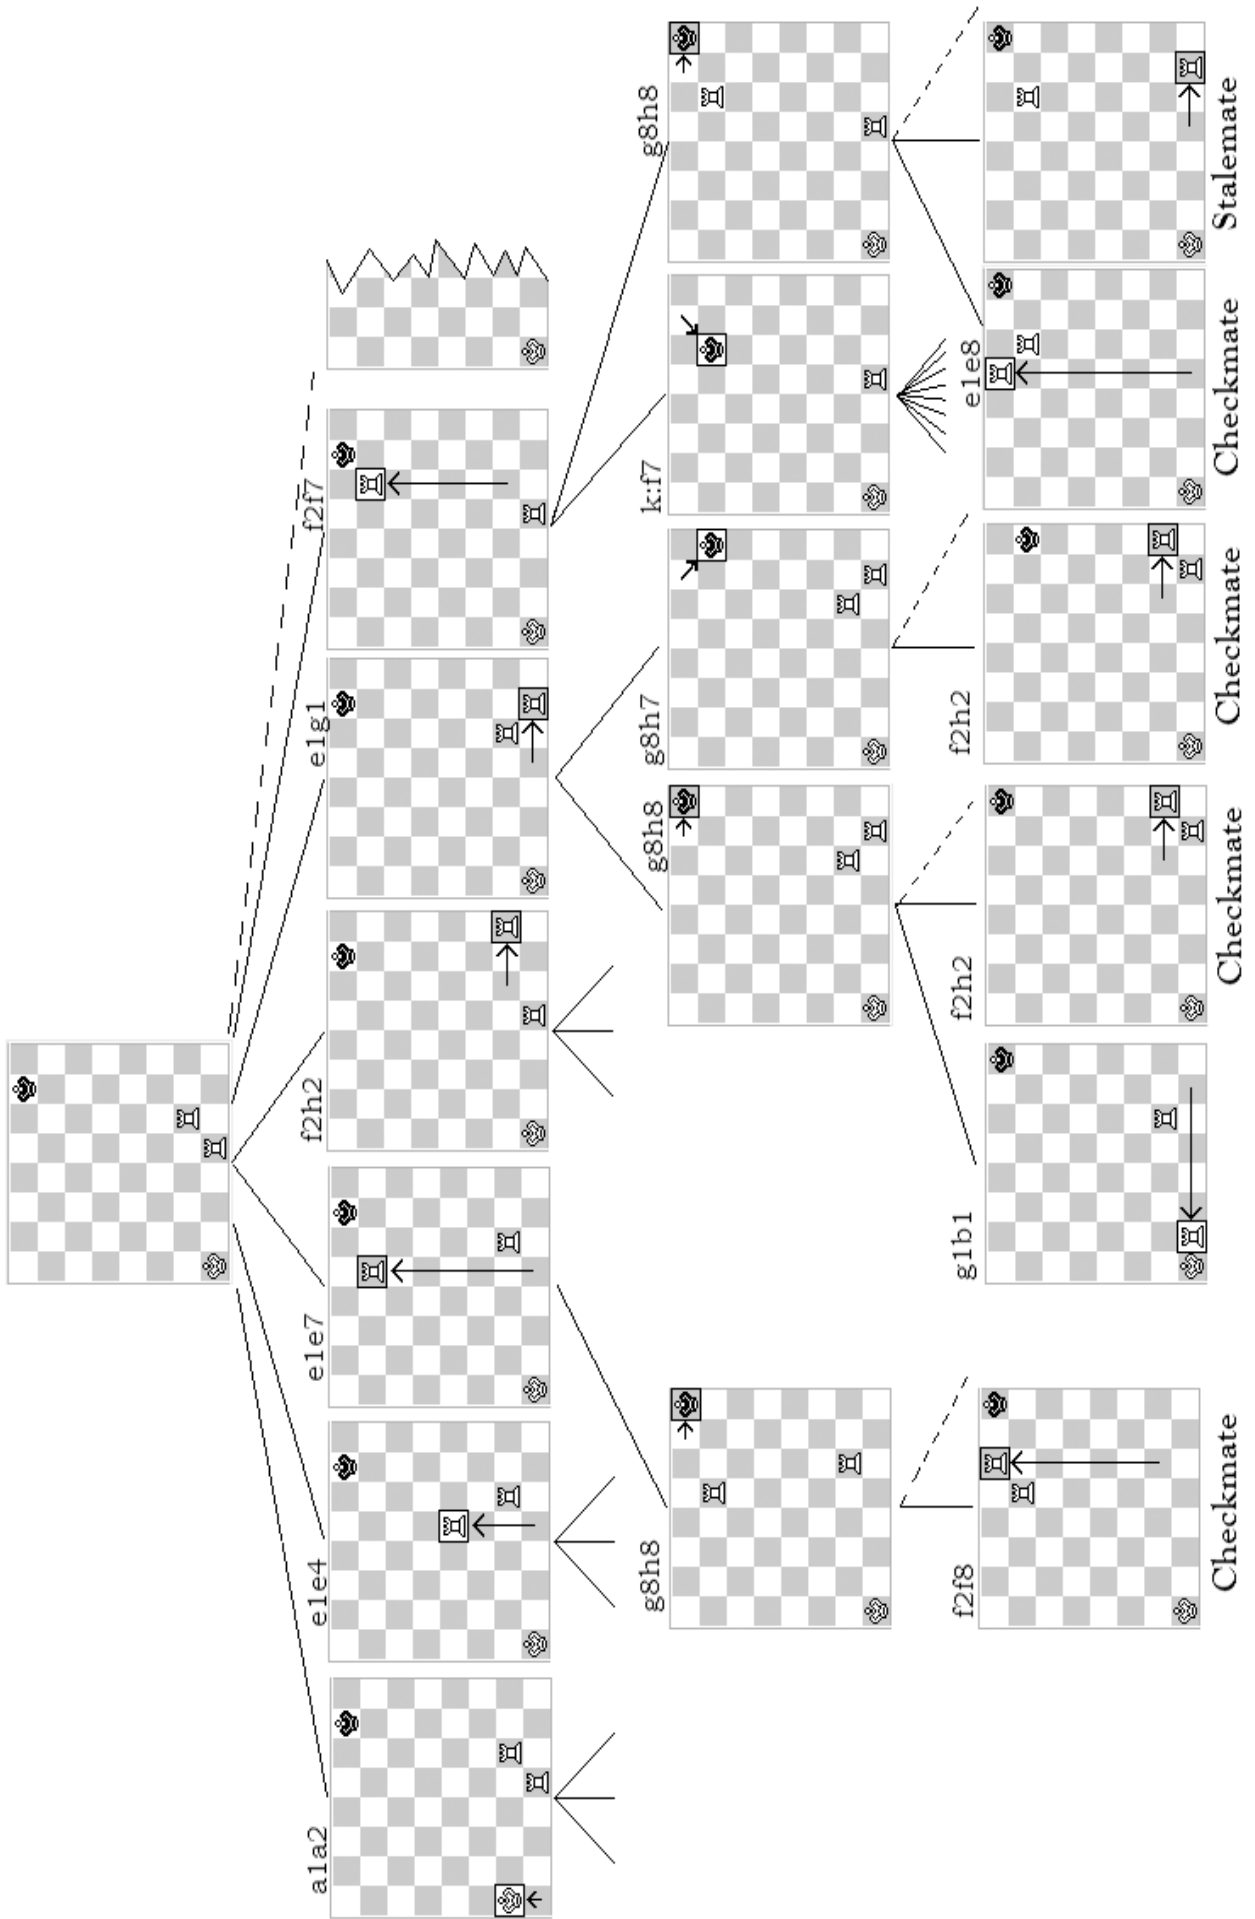 a1a2
e1e4
e1e7
f2h2
e1g1
f2f7
g8h8
g8h8
g8h7
k:f7
g8h8
f2f8
g1b1
f2h2
f2h2
e1e8
Checkmate
Checkmate
Checkmate
Checkmate
Stalemate